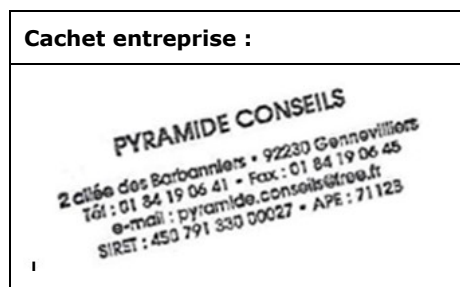 Cachet entreprise :
PYRAMIDE CONSEILS
2 allée des Barbanniers • 92230 Gennevilliers
Tél : 01 84 19 06 41 - Fax : 01 84 19 06 45
e-mail : pyramide.conseils@free.fr
SIRET : 450 791 330 00027 - APE : 7112B